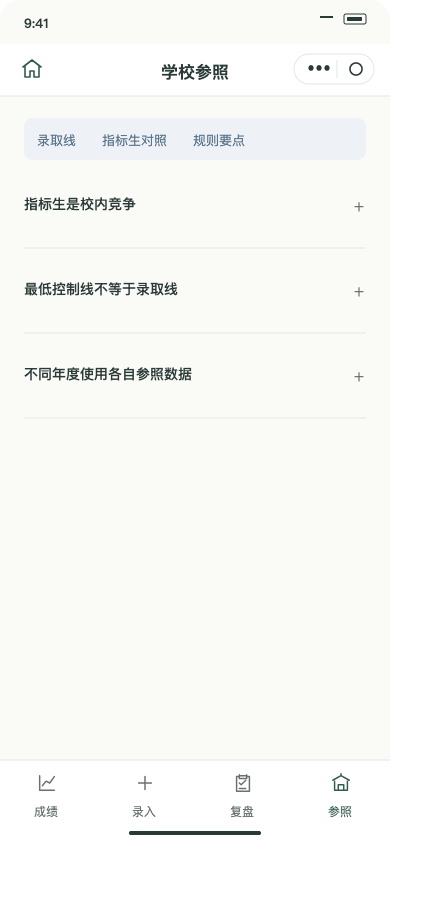 9:41
学校参照
录取线 指标生对照 规则要点
指标生是校内竞争 +
最低控制线不等于录取线 +
不同年度使用各自参照数据 +
成绩 录入 复盘 参照